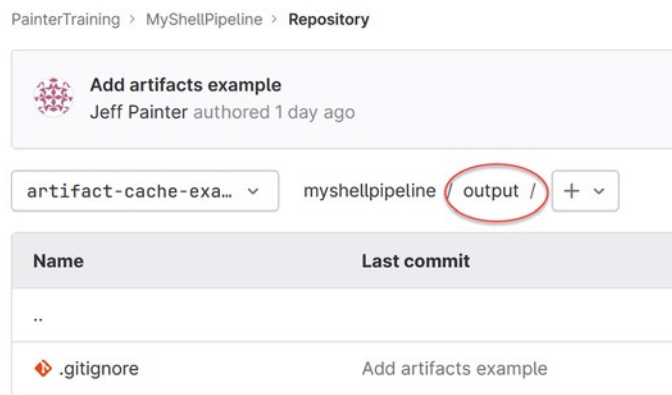 PainterTraining > MyShellPipeline > Repository
Add artifacts example
Jeff Painter authored 1 day ago
artifact-cache-exa… myshellpipeline / output / +
Name Last commit
..
.gitignore Add artifacts example